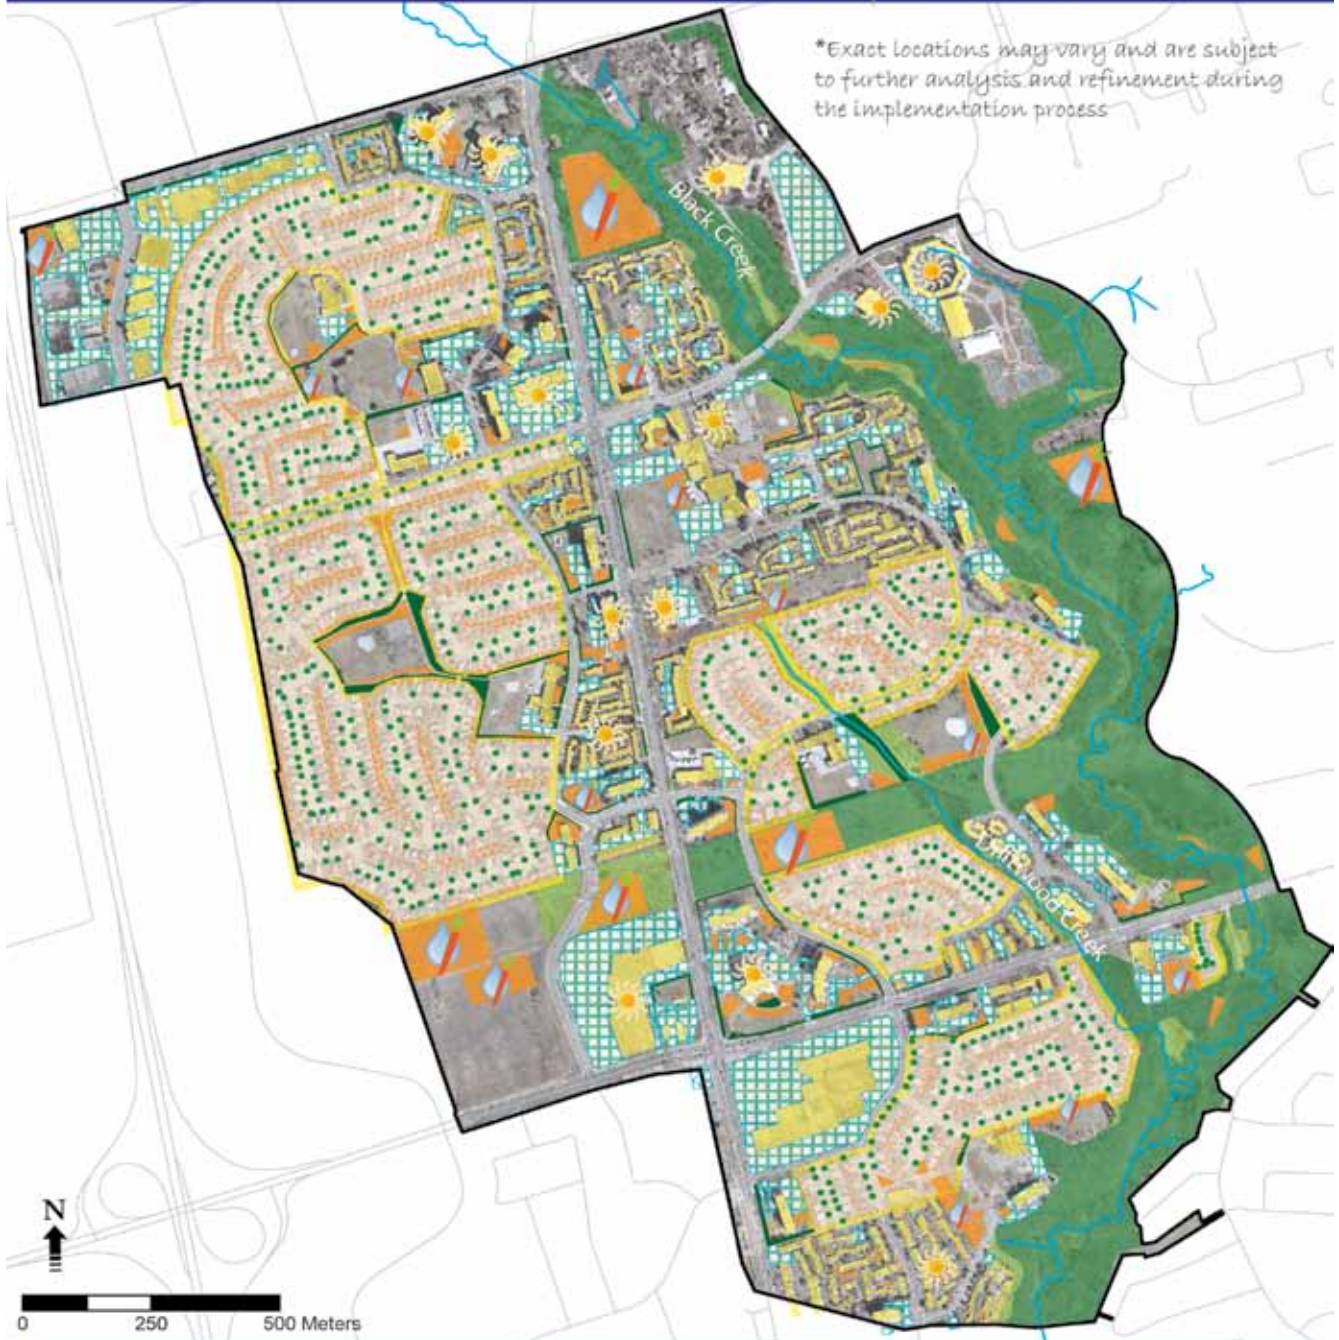 *Exact locations may vary and are subject
to further analysis and refinement during
the implementation process
Black Creek
Driftwood Creek
N
0 250 500 Meters